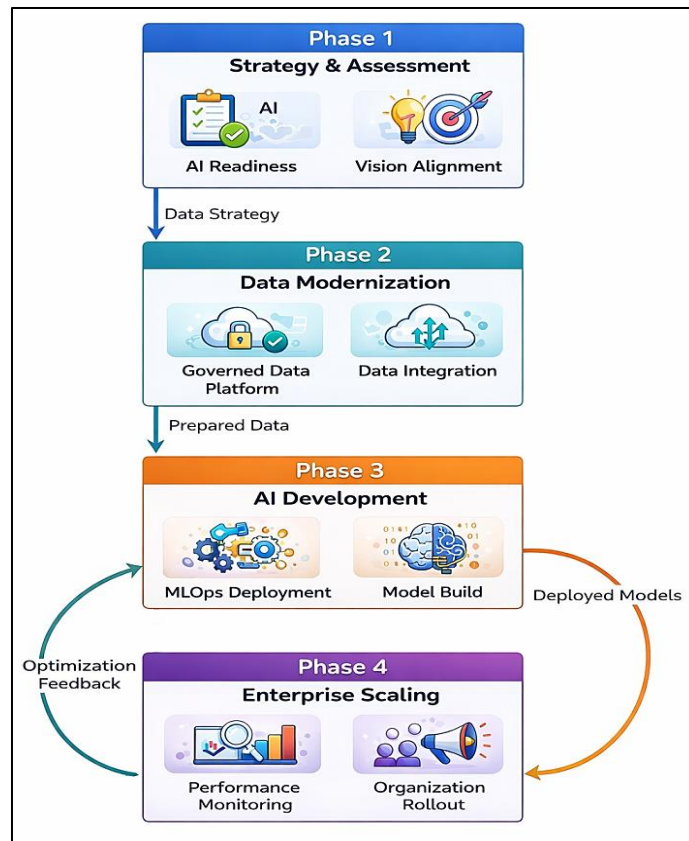 Phase 1
Strategy & Assessment
AI
AI Readiness
Vision Alignment
Data Strategy
Phase 2
Data Modernization
Governed Data
Platform
Data Integration
Prepared Data
Phase 3
AI Development
MLOps Deployment
Model Build
Deployed Models
Optimization
Feedback
Phase 4
Enterprise Scaling
Performance
Monitoring
Organization
Rollout